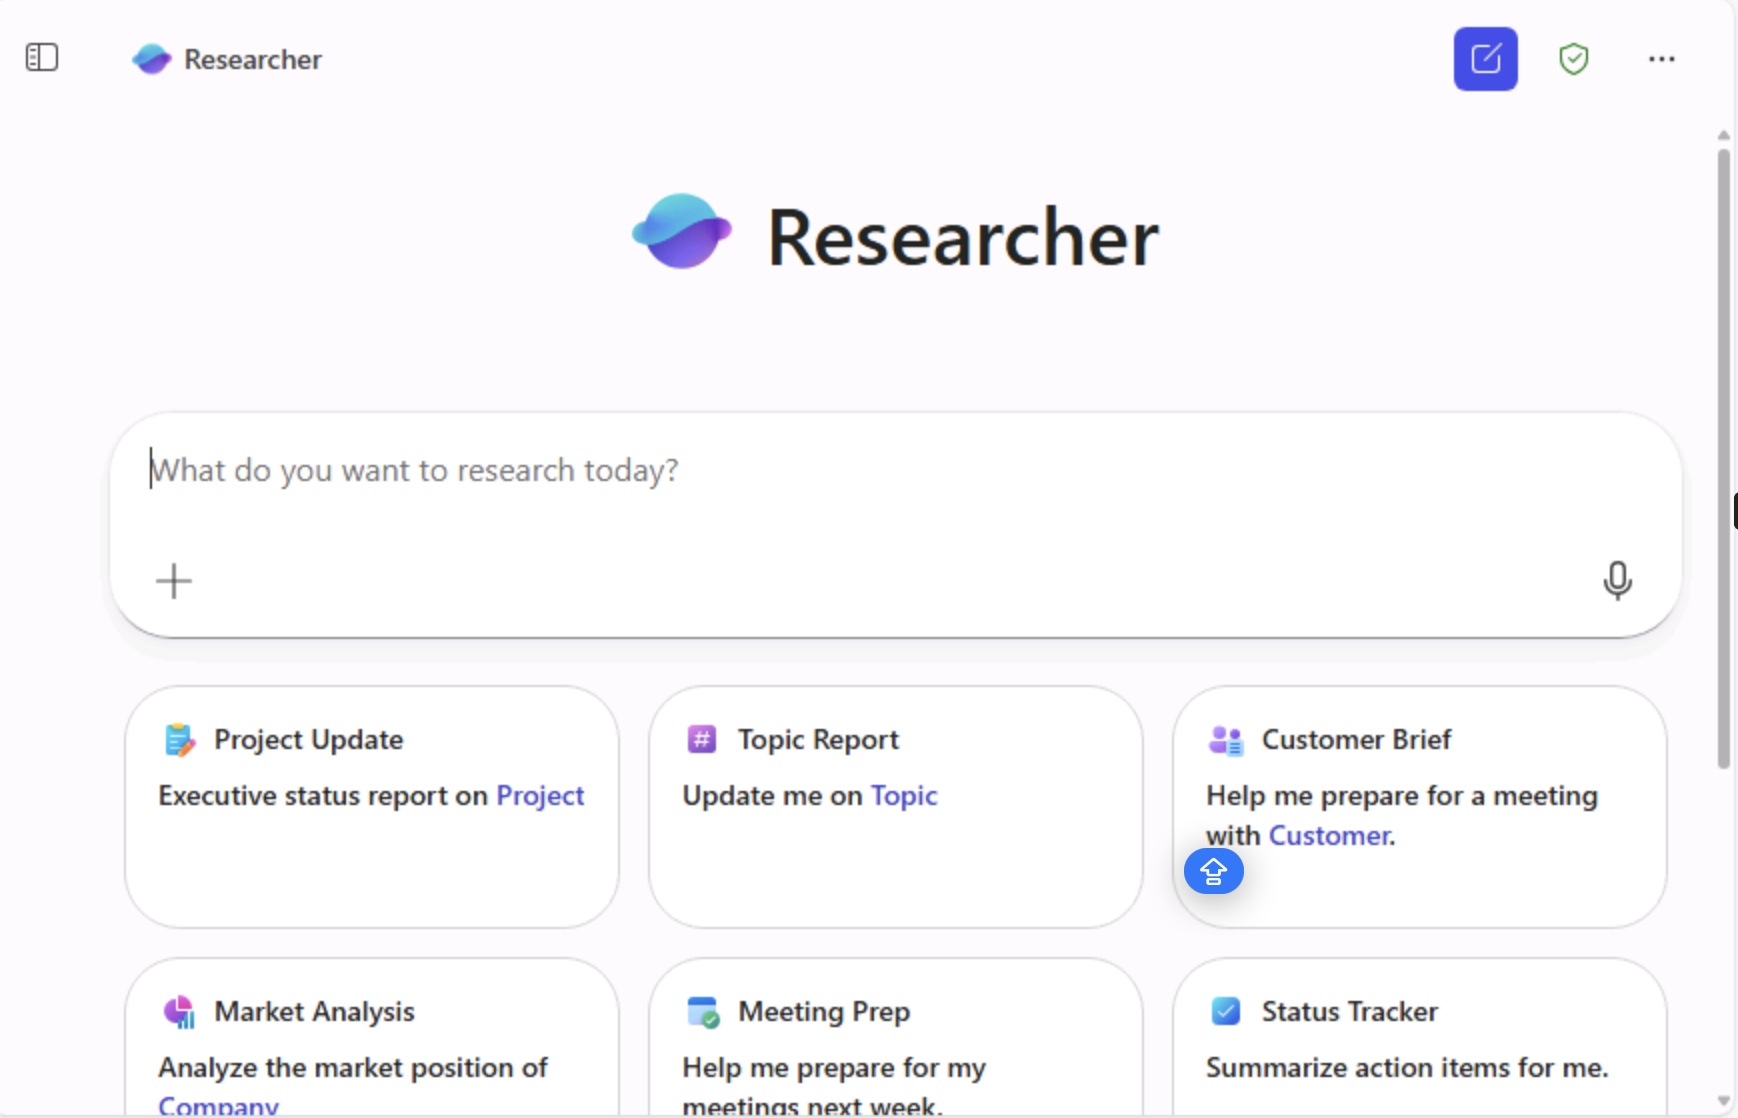 Researcher
Researcher
What do you want to research today?
Project Update
Executive status report on Project
Topic Report
Update me on Topic
Customer Brief
Help me prepare for a meeting
with Customer.
Market Analysis
Analyze the market position of
Company
Meeting Prep
Help me prepare for my
meetings next week.
Status Tracker
Summarize action items for me.